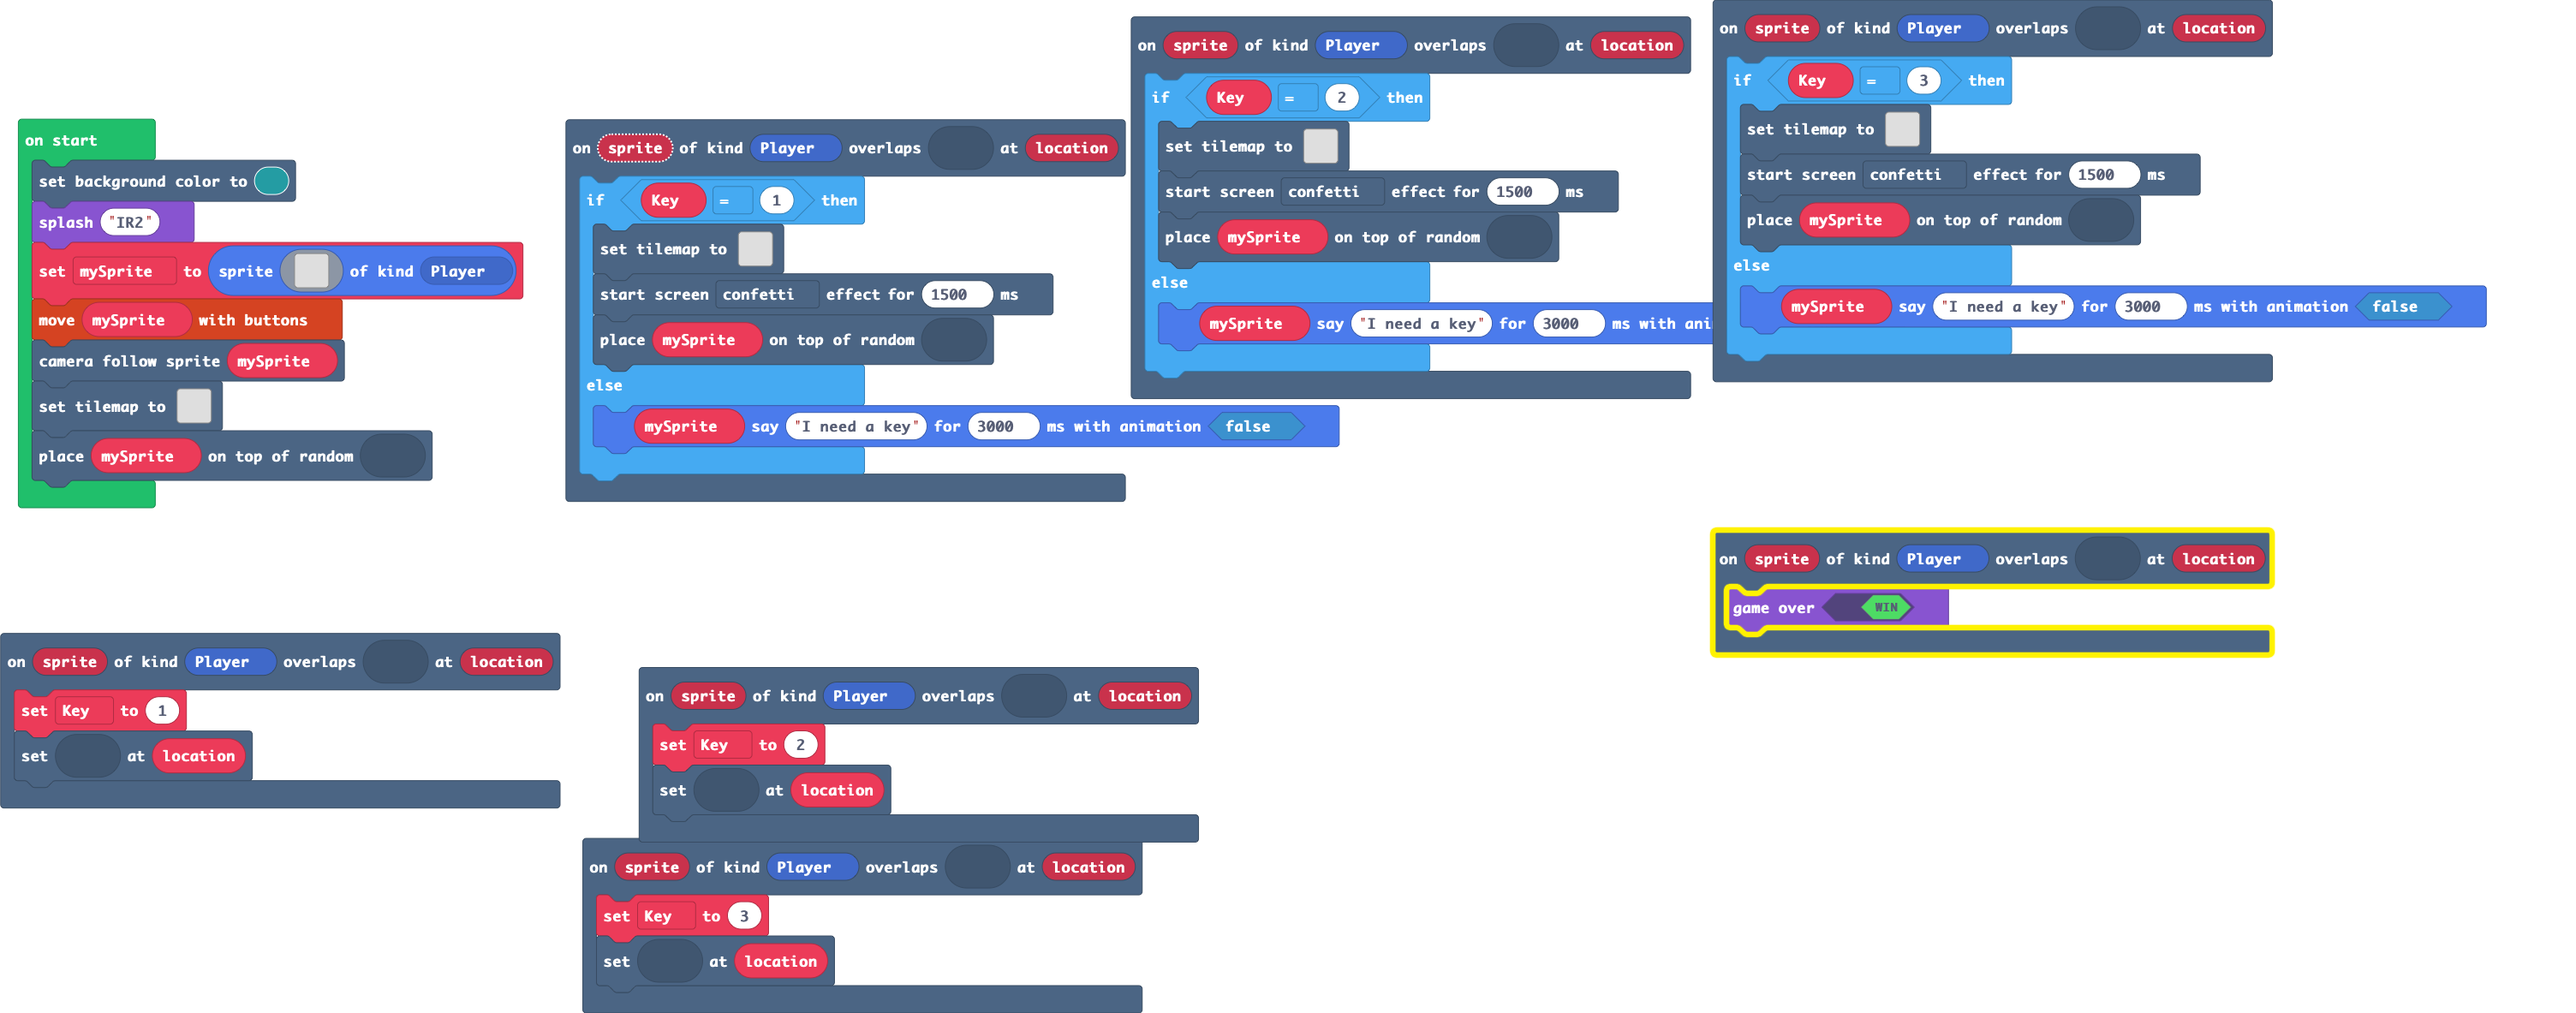 on start
set background color to
splash "IR2"
set mySprite to sprite of kind Player
move mySprite with buttons
camera follow sprite mySprite
set tilemap to
place mySprite on top of random
on sprite of kind Player overlaps at location
if Key = 1 then
set tilemap to
start screen confetti effect for 1500 ms
place mySprite on top of random
else
mySprite say "I need a key" for 3000 ms with animation false
on sprite of kind Player overlaps at location
if Key = 2 then
set tilemap to
start screen confetti effect for 1500 ms
place mySprite on top of random
else
mySprite say "I need a key" for 3000 ms with ani
on sprite of kind Player overlaps at location
if Key = 3 then
set tilemap to
start screen confetti effect for 1500 ms
place mySprite on top of random
else
mySprite say "I need a key" for 3000 ms with animation false
on sprite of kind Player overlaps at location
game over WIN
on sprite of kind Player overlaps at location
set Key to 1
set at location
on sprite of kind Player overlaps at location
set Key to 2
set at location
on sprite of kind Player overlaps at location
set Key to 3
set at location